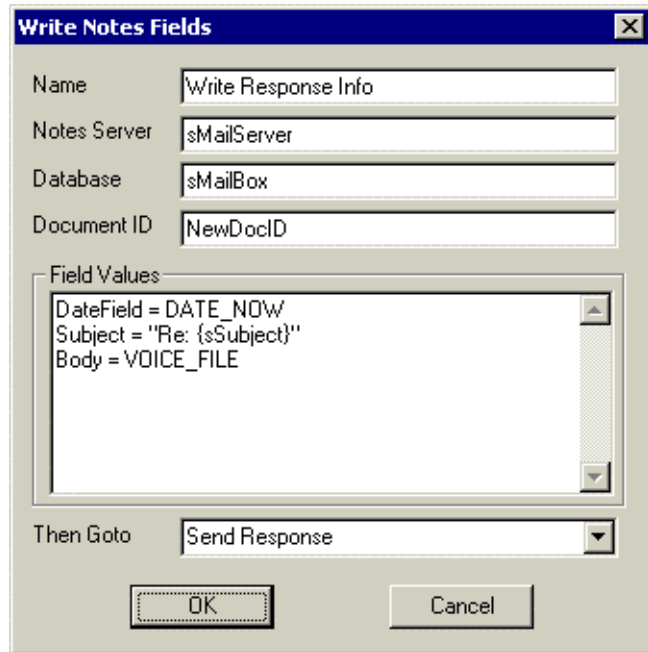 Write Notes Fields
Name Write Response Info
Notes Server sMailServer
Database sMailBox
Document ID NewDocID
Field Values
DateField = DATE_NOW
Subject = "Re: {sSubject}"
Body = VOICE_FILE
Then Goto Send Response
OK Cancel